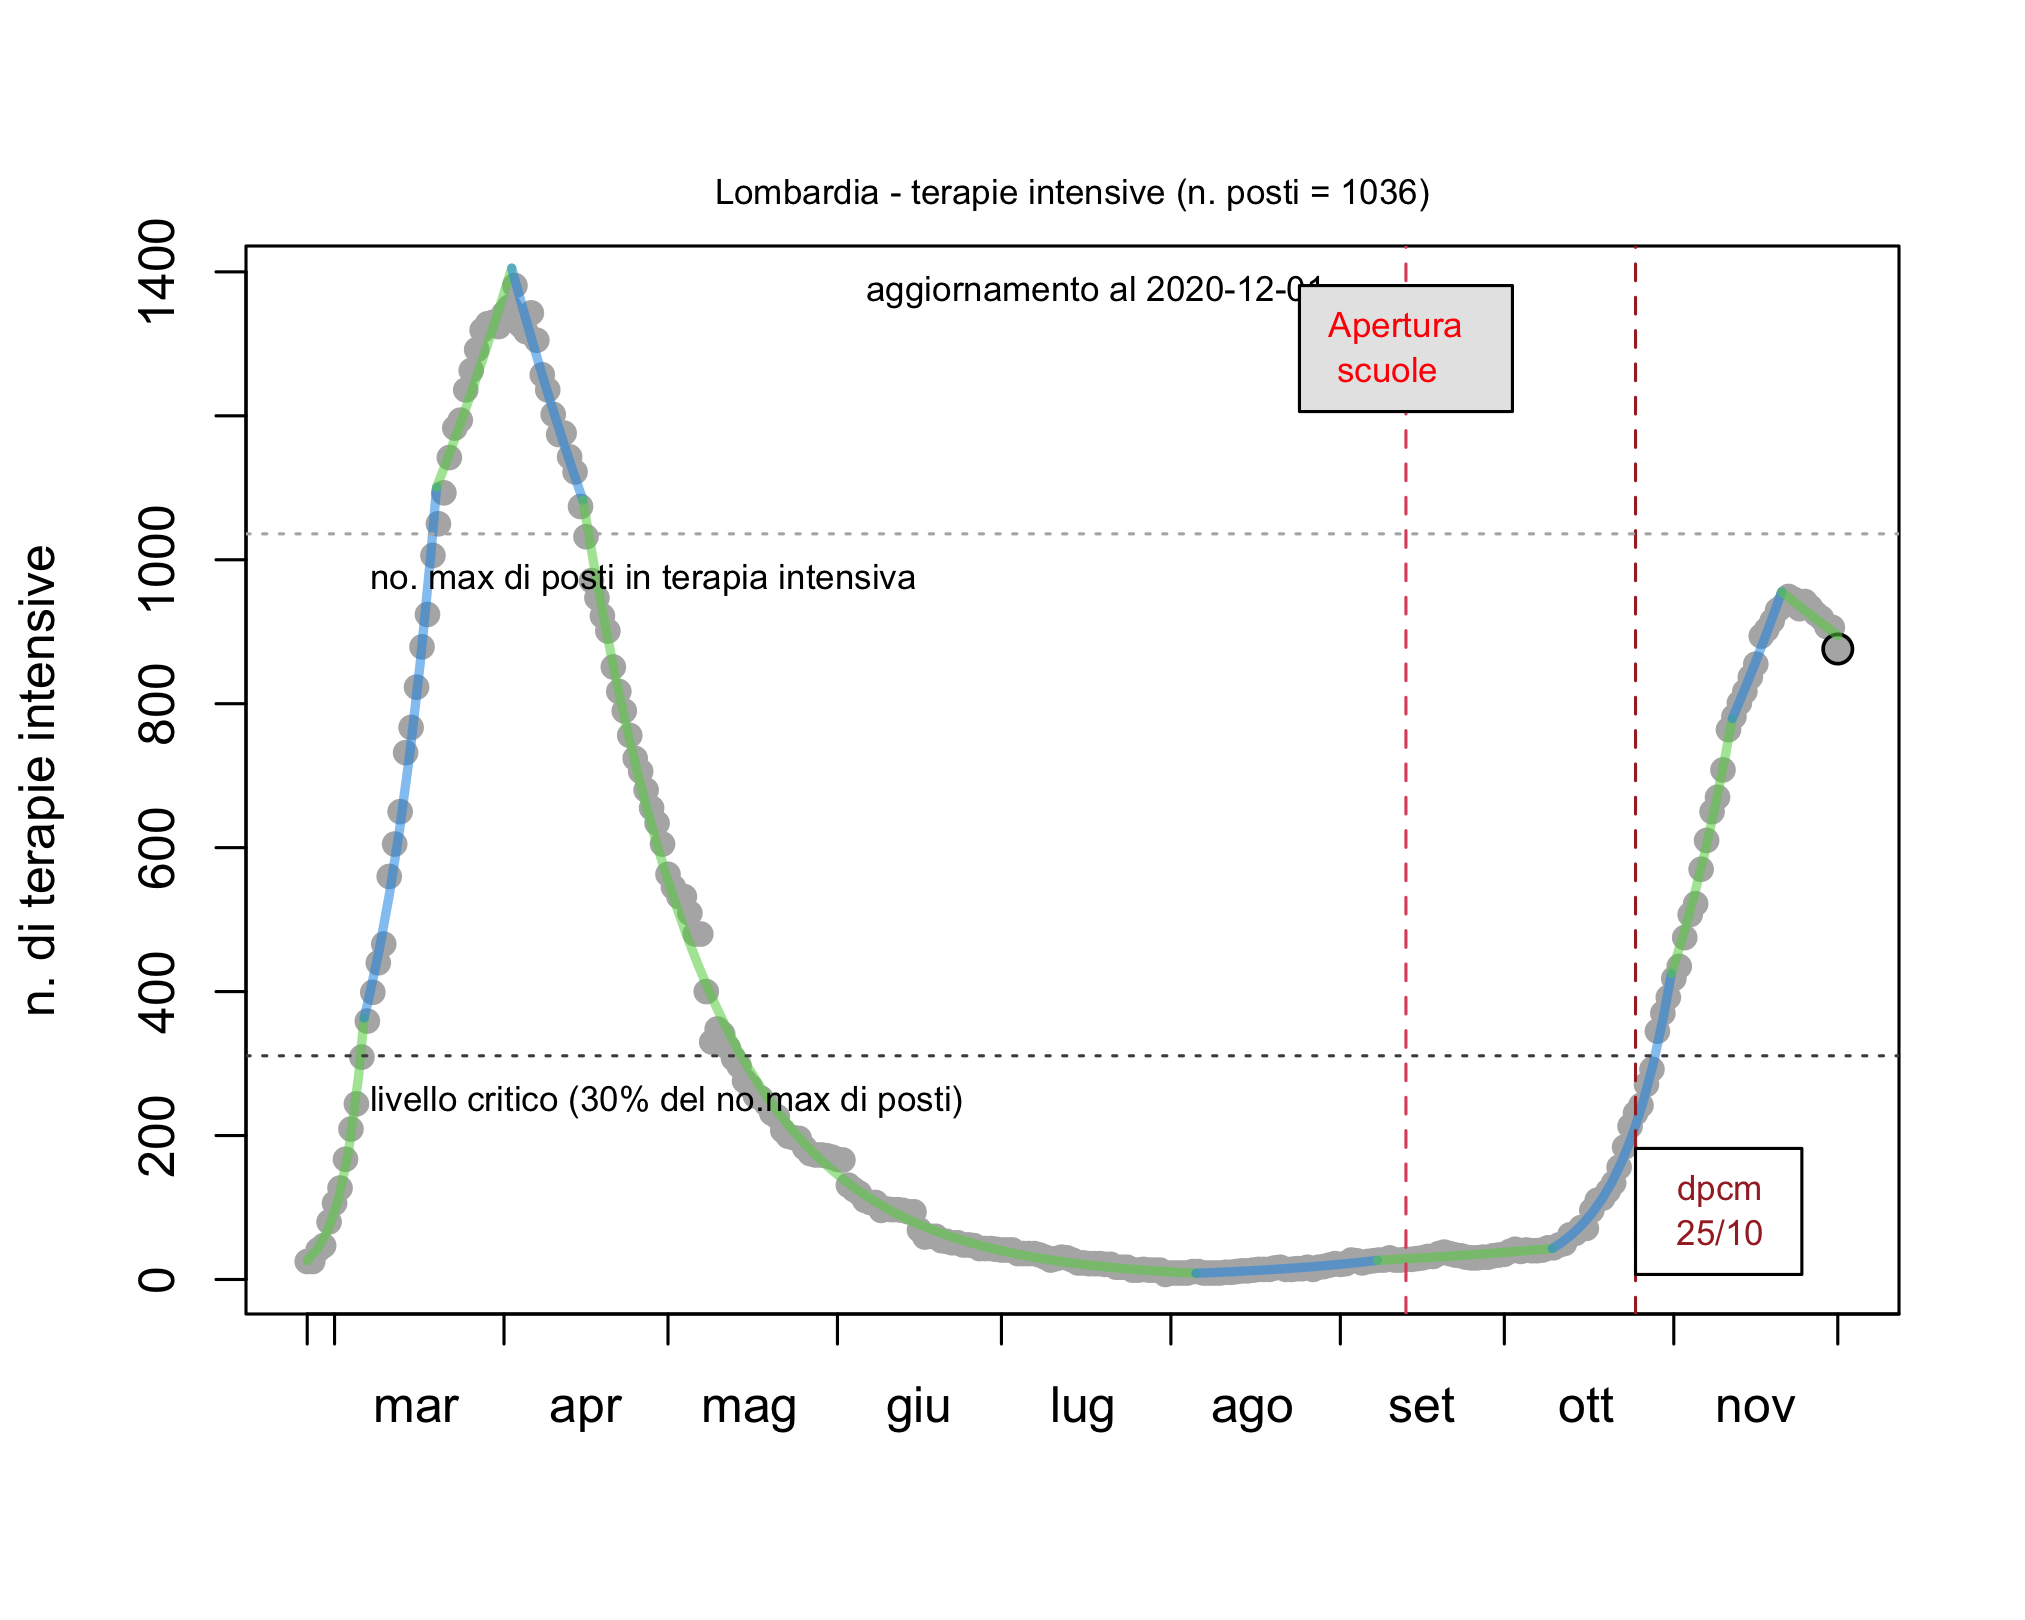 Lombardia - terapie intensive (n. posti = 1036)
aggiornamento al 2020-12-01
Apertura
scuole
no. max di posti in terapia intensiva
livello critico (30% del no.max di posti)
dpcm
25/10
n. di terapie intensive
1400
1000
800
600
400
200
0
mar apr mag giu lug ago set ott nov